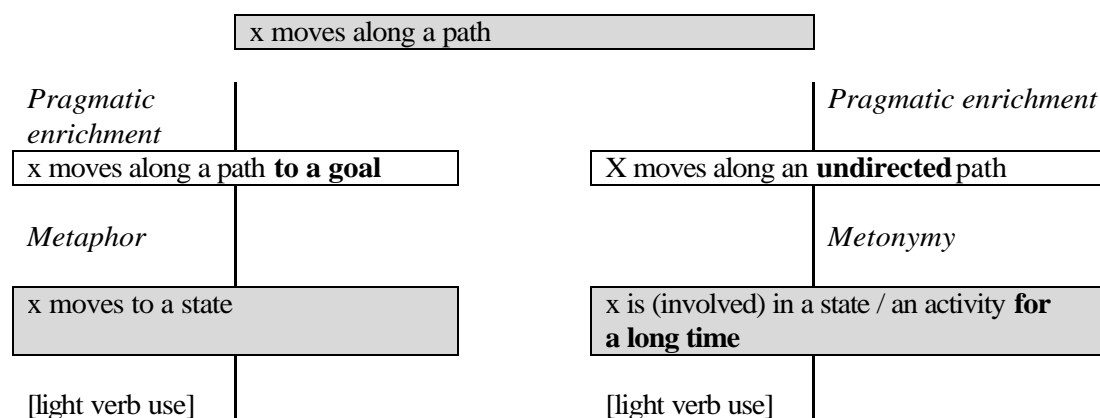 x moves along a path
Pragmatic
enrichment
Pragmatic enrichment
x moves along a path to a goal
X moves along an undirected path
Metaphor
Metonymy
x moves to a state
x is (involved) in a state / an activity for
a long time
[light verb use]
[light verb use]